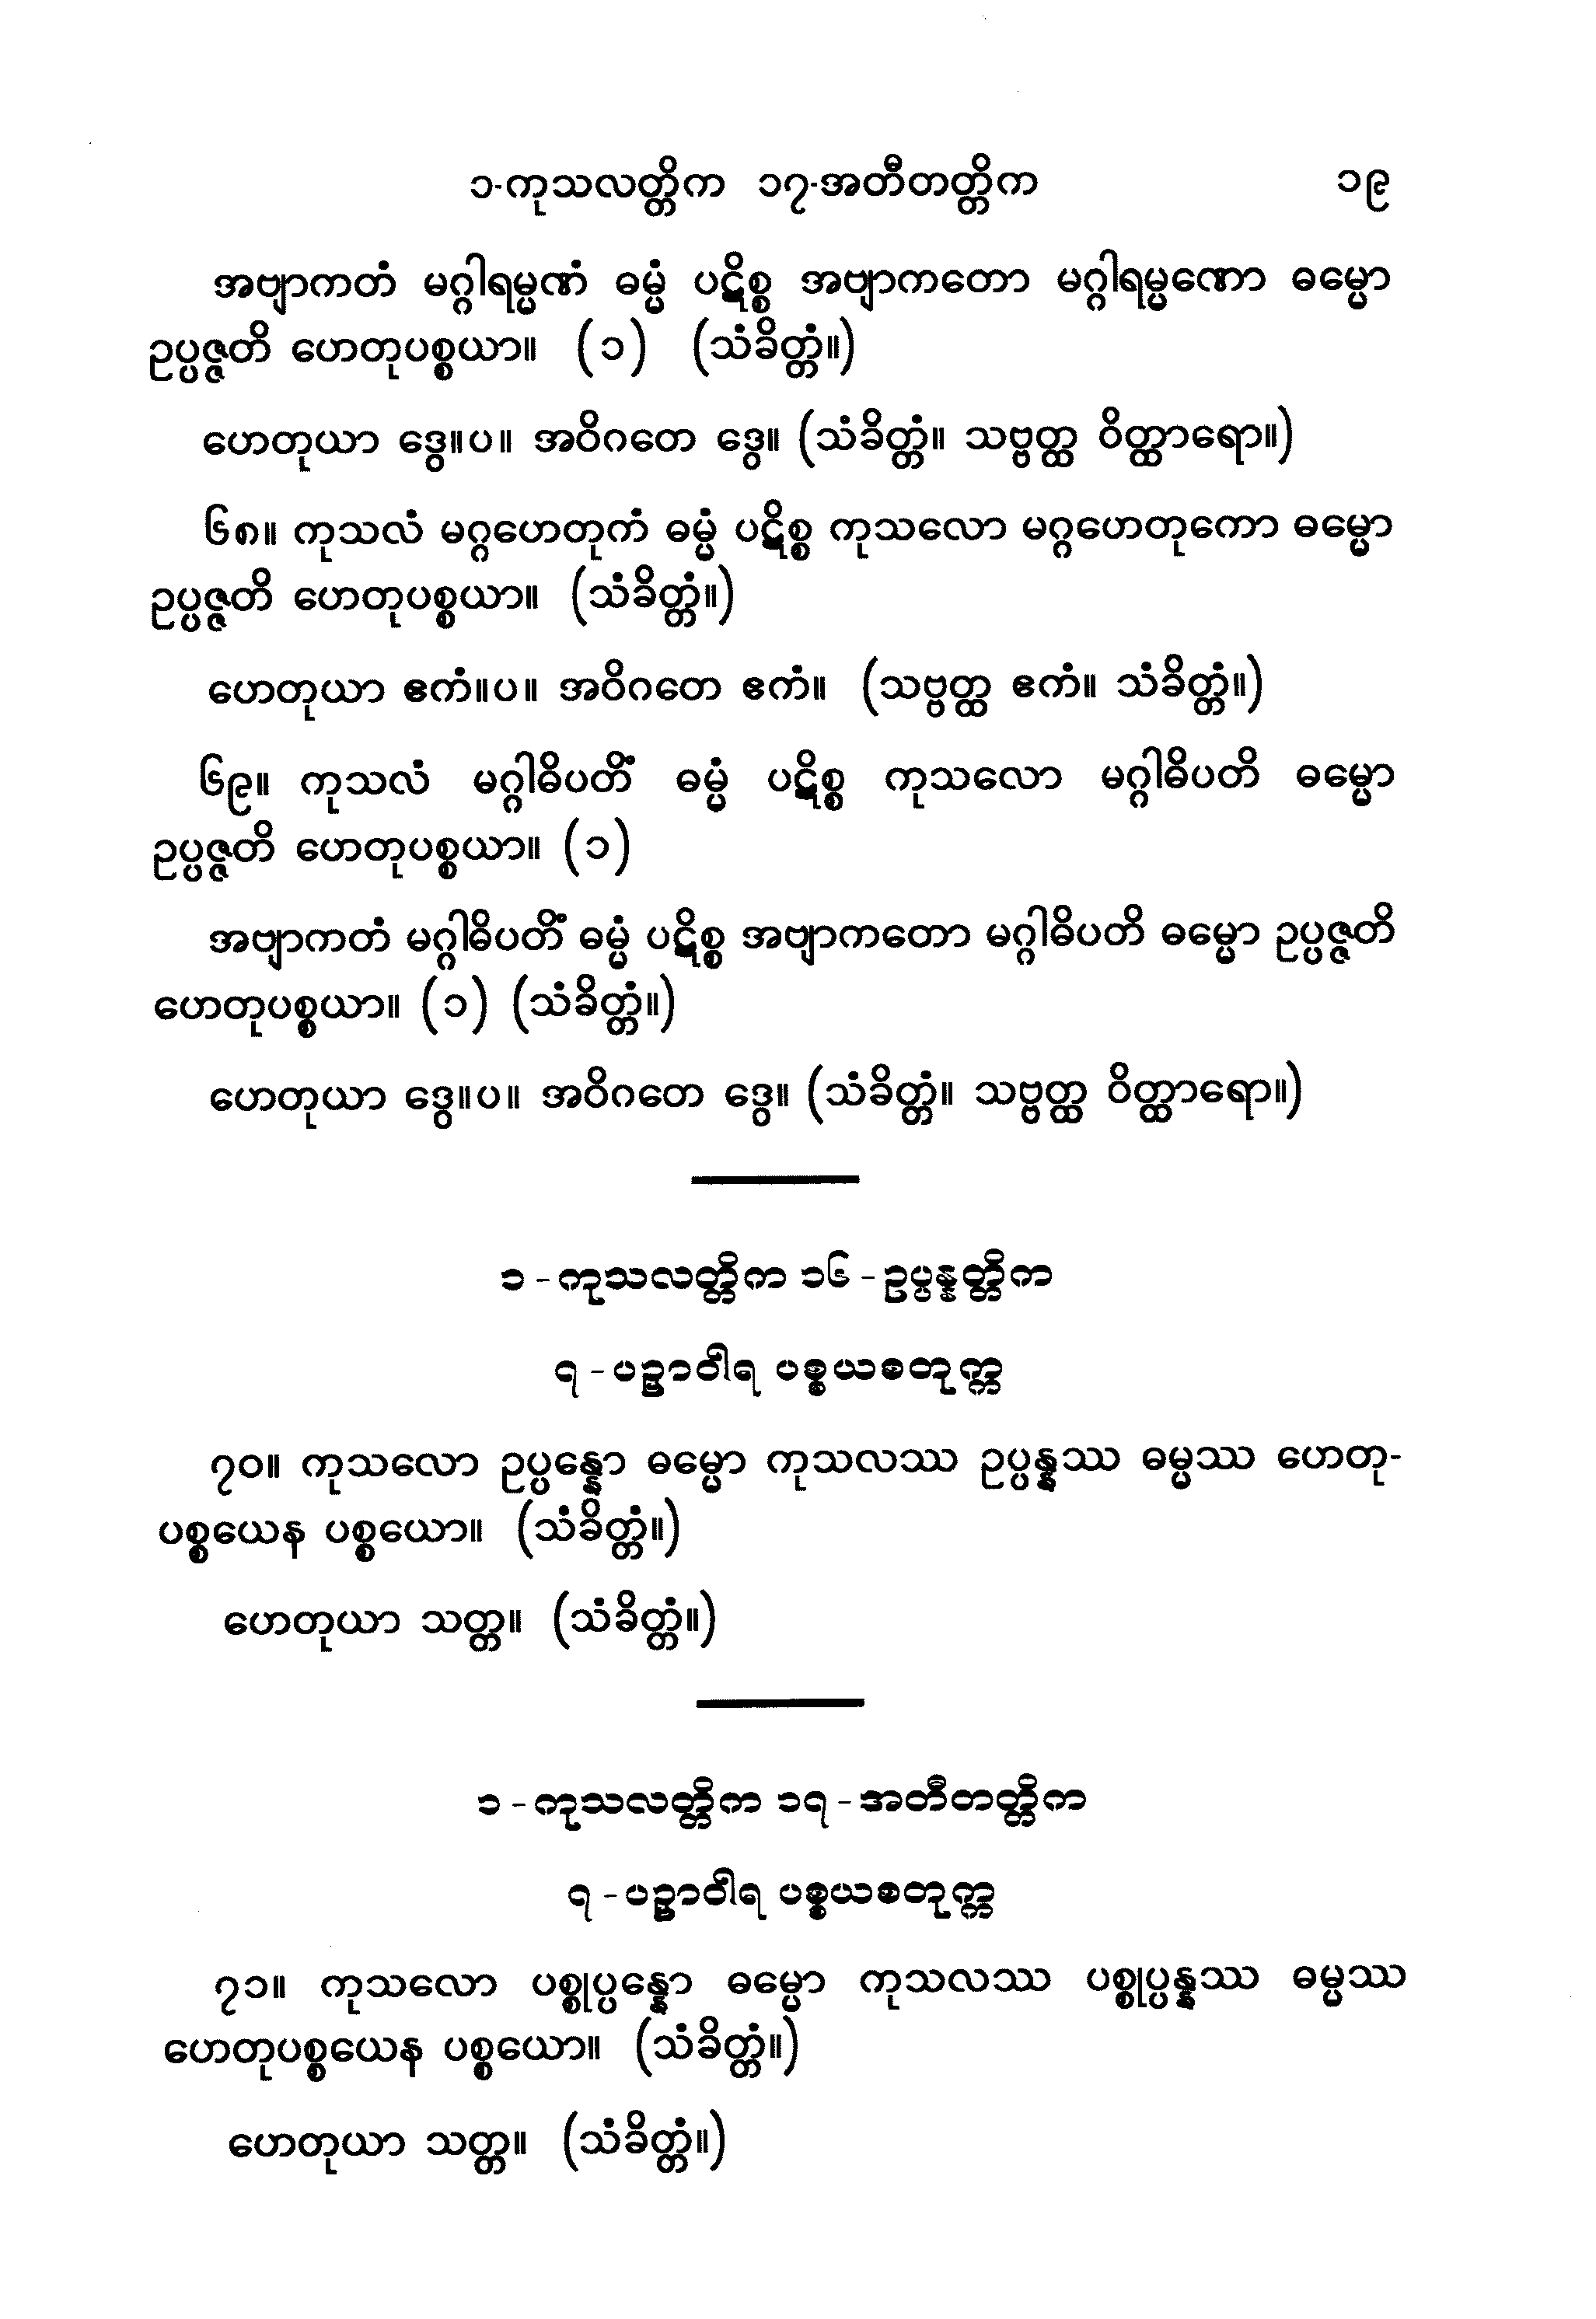 ၁-ကုသလတ္တိက ၁၇-အတီတတ္တိက ၁၉
အဗျာကတံ မဂ္ဂါရမ္မဏံ ဓမ္မံ ပဋိစ္စ အဗျာကတော မဂ္ဂါရမ္မဏော ဓမ္မော
ဥပ္ပဇ္ဇတိ ဟေတုပစ္စယာ။ (၁) (သံခိတ္တံ။)
ဟေတုယာ ဒွေ။ပ။ အဝိဂတေ ဒွေ။ (သံခိတ္တံ။ သဗ္ဗတ္ထ ဝိတ္ထာရော။)
၆၈။ ကုသလံ မဂ္ဂဟေတုကံ ဓမ္မံ ပဋိစ္စ ကုသလော မဂ္ဂဟေတုကော ဓမ္မော
ဥပ္ပဇ္ဇတိ ဟေတုပစ္စယာ။ (သံခိတ္တံ။)
ဟေတုယာ ဧကံ။ပ။ အဝိဂတေ ဧကံ။ (သဗ္ဗတ္ထ ဧကံ။ သံခိတ္တံ။)
၆၉။ ကုသလံ မဂ္ဂါဓိပတိံ ဓမ္မံ ပဋိစ္စ ကုသလော မဂ္ဂါဓိပတိ ဓမ္မော
ဥပ္ပဇ္ဇတိ ဟေတုပစ္စယာ။ (၁)
အဗျာကတံ မဂ္ဂါဓိပတိံ ဓမ္မံ ပဋိစ္စ အဗျာကတော မဂ္ဂါဓိပတိ ဓမ္မော ဥပ္ပဇ္ဇတိ
ဟေတုပစ္စယာ။ (၁) (သံခိတ္တံ။)
ဟေတုယာ ဒွေ။ပ။ အဝိဂတေ ဒွေ။ (သံခိတ္တံ။ သဗ္ဗတ္ထ ဝိတ္ထာရော။)
၁ - ကုသလတ္တိက ၁၆ - ဥပ္ပန္နတ္တိက
၇ - ပဉှာဝါရ ပစ္စယစတုက္က
၇၀။ ကုသလော ဥပ္ပန္နော ဓမ္မော ကုသလဿ ဥပ္ပန္နဿ ဓမ္မဿ ဟေတု-
ပစ္စယေန ပစ္စယော။ (သံခိတ္တံ။)
ဟေတုယာ သတ္တ။ (သံခိတ္တံ။)
၁ - ကုသလတ္တိက ၁၇ - အတီတတ္တိက
၇ - ပဉှာဝါရ ပစ္စယစတုက္က
၇၁။ ကုသလော ပစ္စုပ္ပန္နော ဓမ္မော ကုသလဿ ပစ္စုပ္ပန္နဿ ဓမ္မဿ
ဟေတုပစ္စယေန ပစ္စယော။ (သံခိတ္တံ။)
ဟေတုယာ သတ္တ။ (သံခိတ္တံ။)